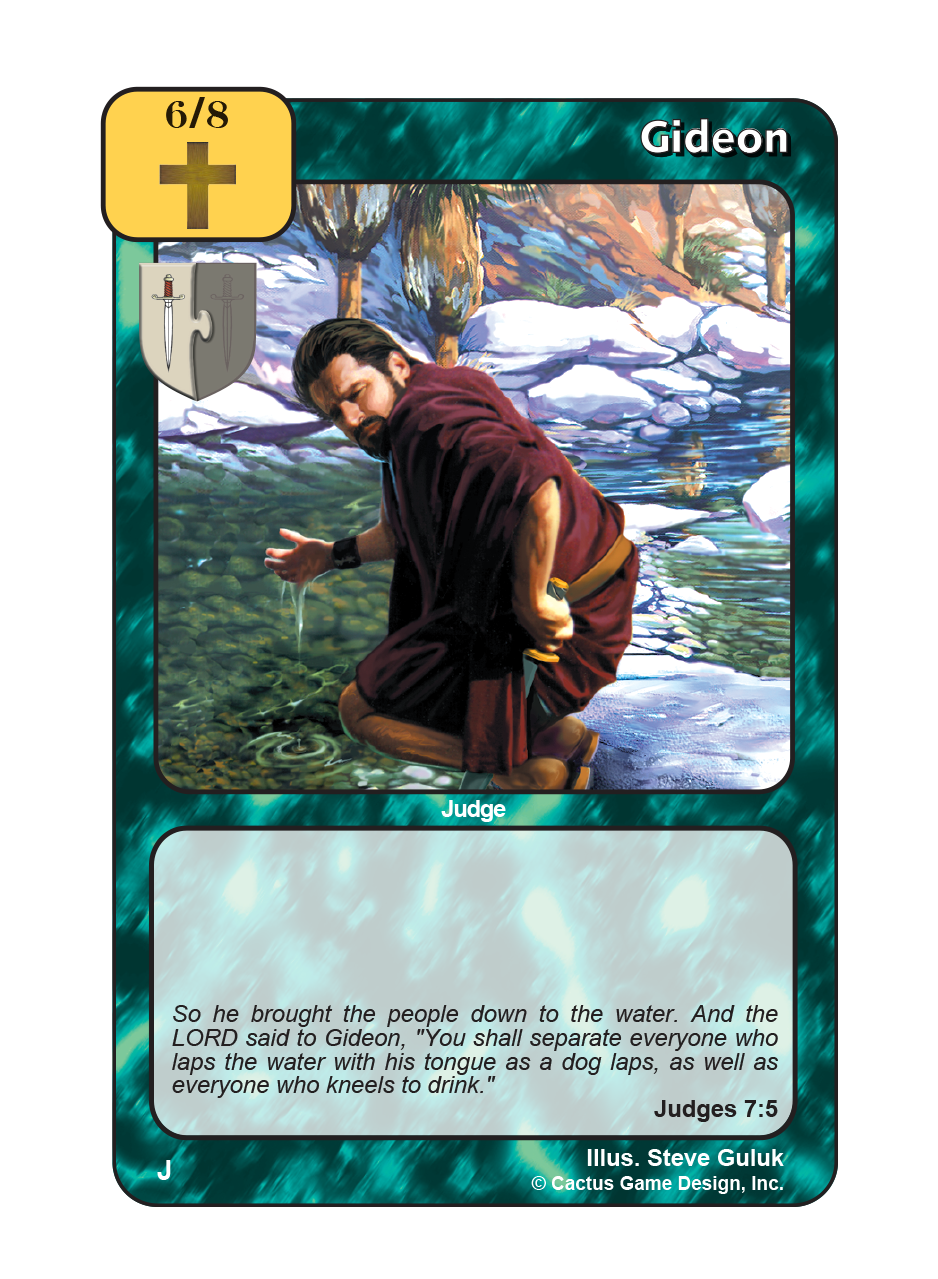 6/8
Gideon
Judge
So he brought the people down to the water. And the
LORD said to Gideon, "You shall separate everyone who
laps the water with his tongue as a dog laps, as well as
everyone who kneels to drink."
Judges 7:5
J
Illus. Steve Guluk
© Cactus Game Design, Inc.